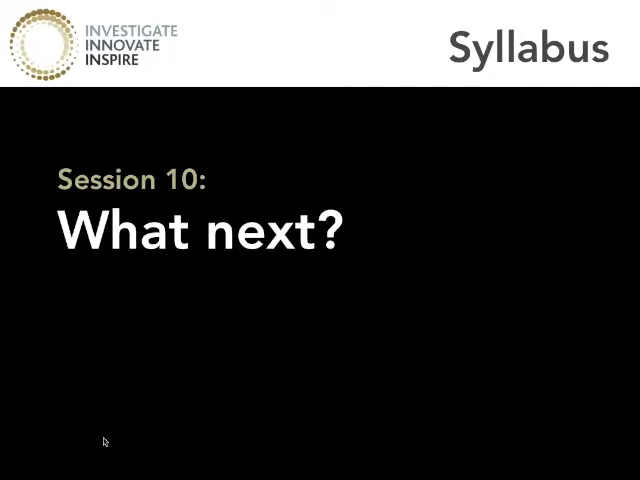 INVESTIGATE
INNOVATE
INSPIRE
Syllabus
Session 10:
What next?